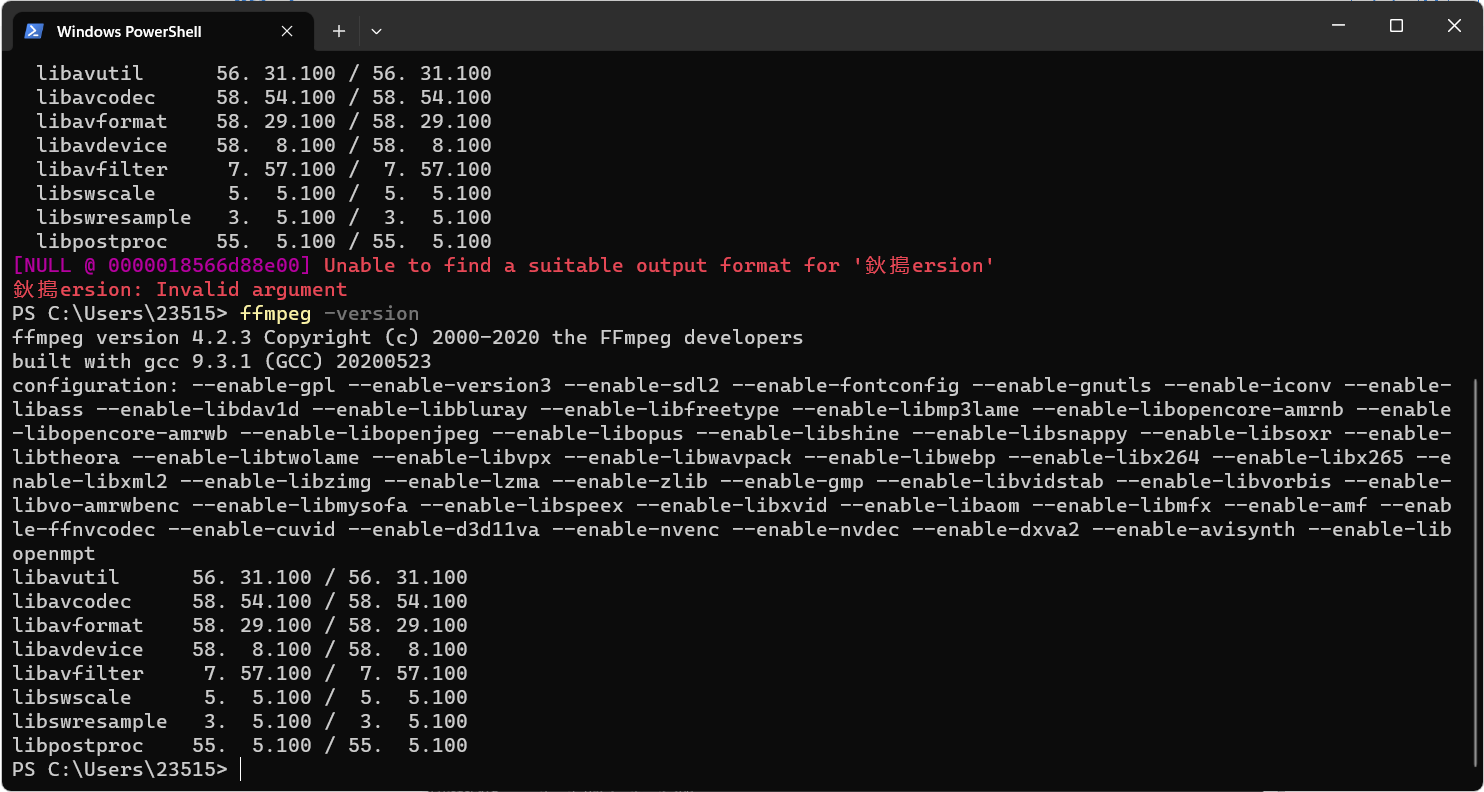 Windows PowerShell
libavutil      56. 31.100 / 56. 31.100
libavcodec     58. 54.100 / 58. 54.100
libavformat    58. 29.100 / 58. 29.100
libavdevice    58.  8.100 / 58.  8.100
libavfilter     7. 57.100 /  7. 57.100
libswscale      5.  5.100 /  5.  5.100
libswresample   3.  5.100 /  3.  5.100
libpostproc    55.  5.100 / 55.  5.100
[NULL @ 0000018566d88e00] Unable to find a suitable output format for '鈥搗ersion'
鈥搗ersion: Invalid argument
PS C:\Users\23515> ffmpeg -version
ffmpeg version 4.2.3 Copyright (c) 2000-2020 the FFmpeg developers
built with gcc 9.3.1 (GCC) 20200523
configuration: --enable-gpl --enable-version3 --enable-sdl2 --enable-fontconfig --enable-gnutls --enable-iconv --enable-
libass --enable-libdav1d --enable-libbluray --enable-libfreetype --enable-libmp3lame --enable-libopencore-amrnb --enable
-libopencore-amrwb --enable-libopenjpeg --enable-libopus --enable-libshine --enable-libsnappy --enable-libsoxr --enable-
libtheora --enable-libtwolame --enable-libvpx --enable-libwavpack --enable-libwebp --enable-libx264 --enable-libx265 --e
nable-libxml2 --enable-libzimg --enable-lzma --enable-zlib --enable-gmp --enable-libvidstab --enable-libvorbis --enable-
libvo-amrwbenc --enable-libmysofa --enable-libspeex --enable-libxvid --enable-libaom --enable-libmfx --enable-amf --enab
le-ffnvcodec --enable-cuvid --enable-d3d11va --enable-nvenc --enable-nvdec --enable-dxva2 --enable-avisynth --enable-lib
openmpt
libavutil      56. 31.100 / 56. 31.100
libavcodec     58. 54.100 / 58. 54.100
libavformat    58. 29.100 / 58. 29.100
libavdevice    58.  8.100 / 58.  8.100
libavfilter     7. 57.100 /  7. 57.100
libswscale      5.  5.100 /  5.  5.100
libswresample   3.  5.100 /  3.  5.100
libpostproc    55.  5.100 / 55.  5.100
PS C:\Users\23515>